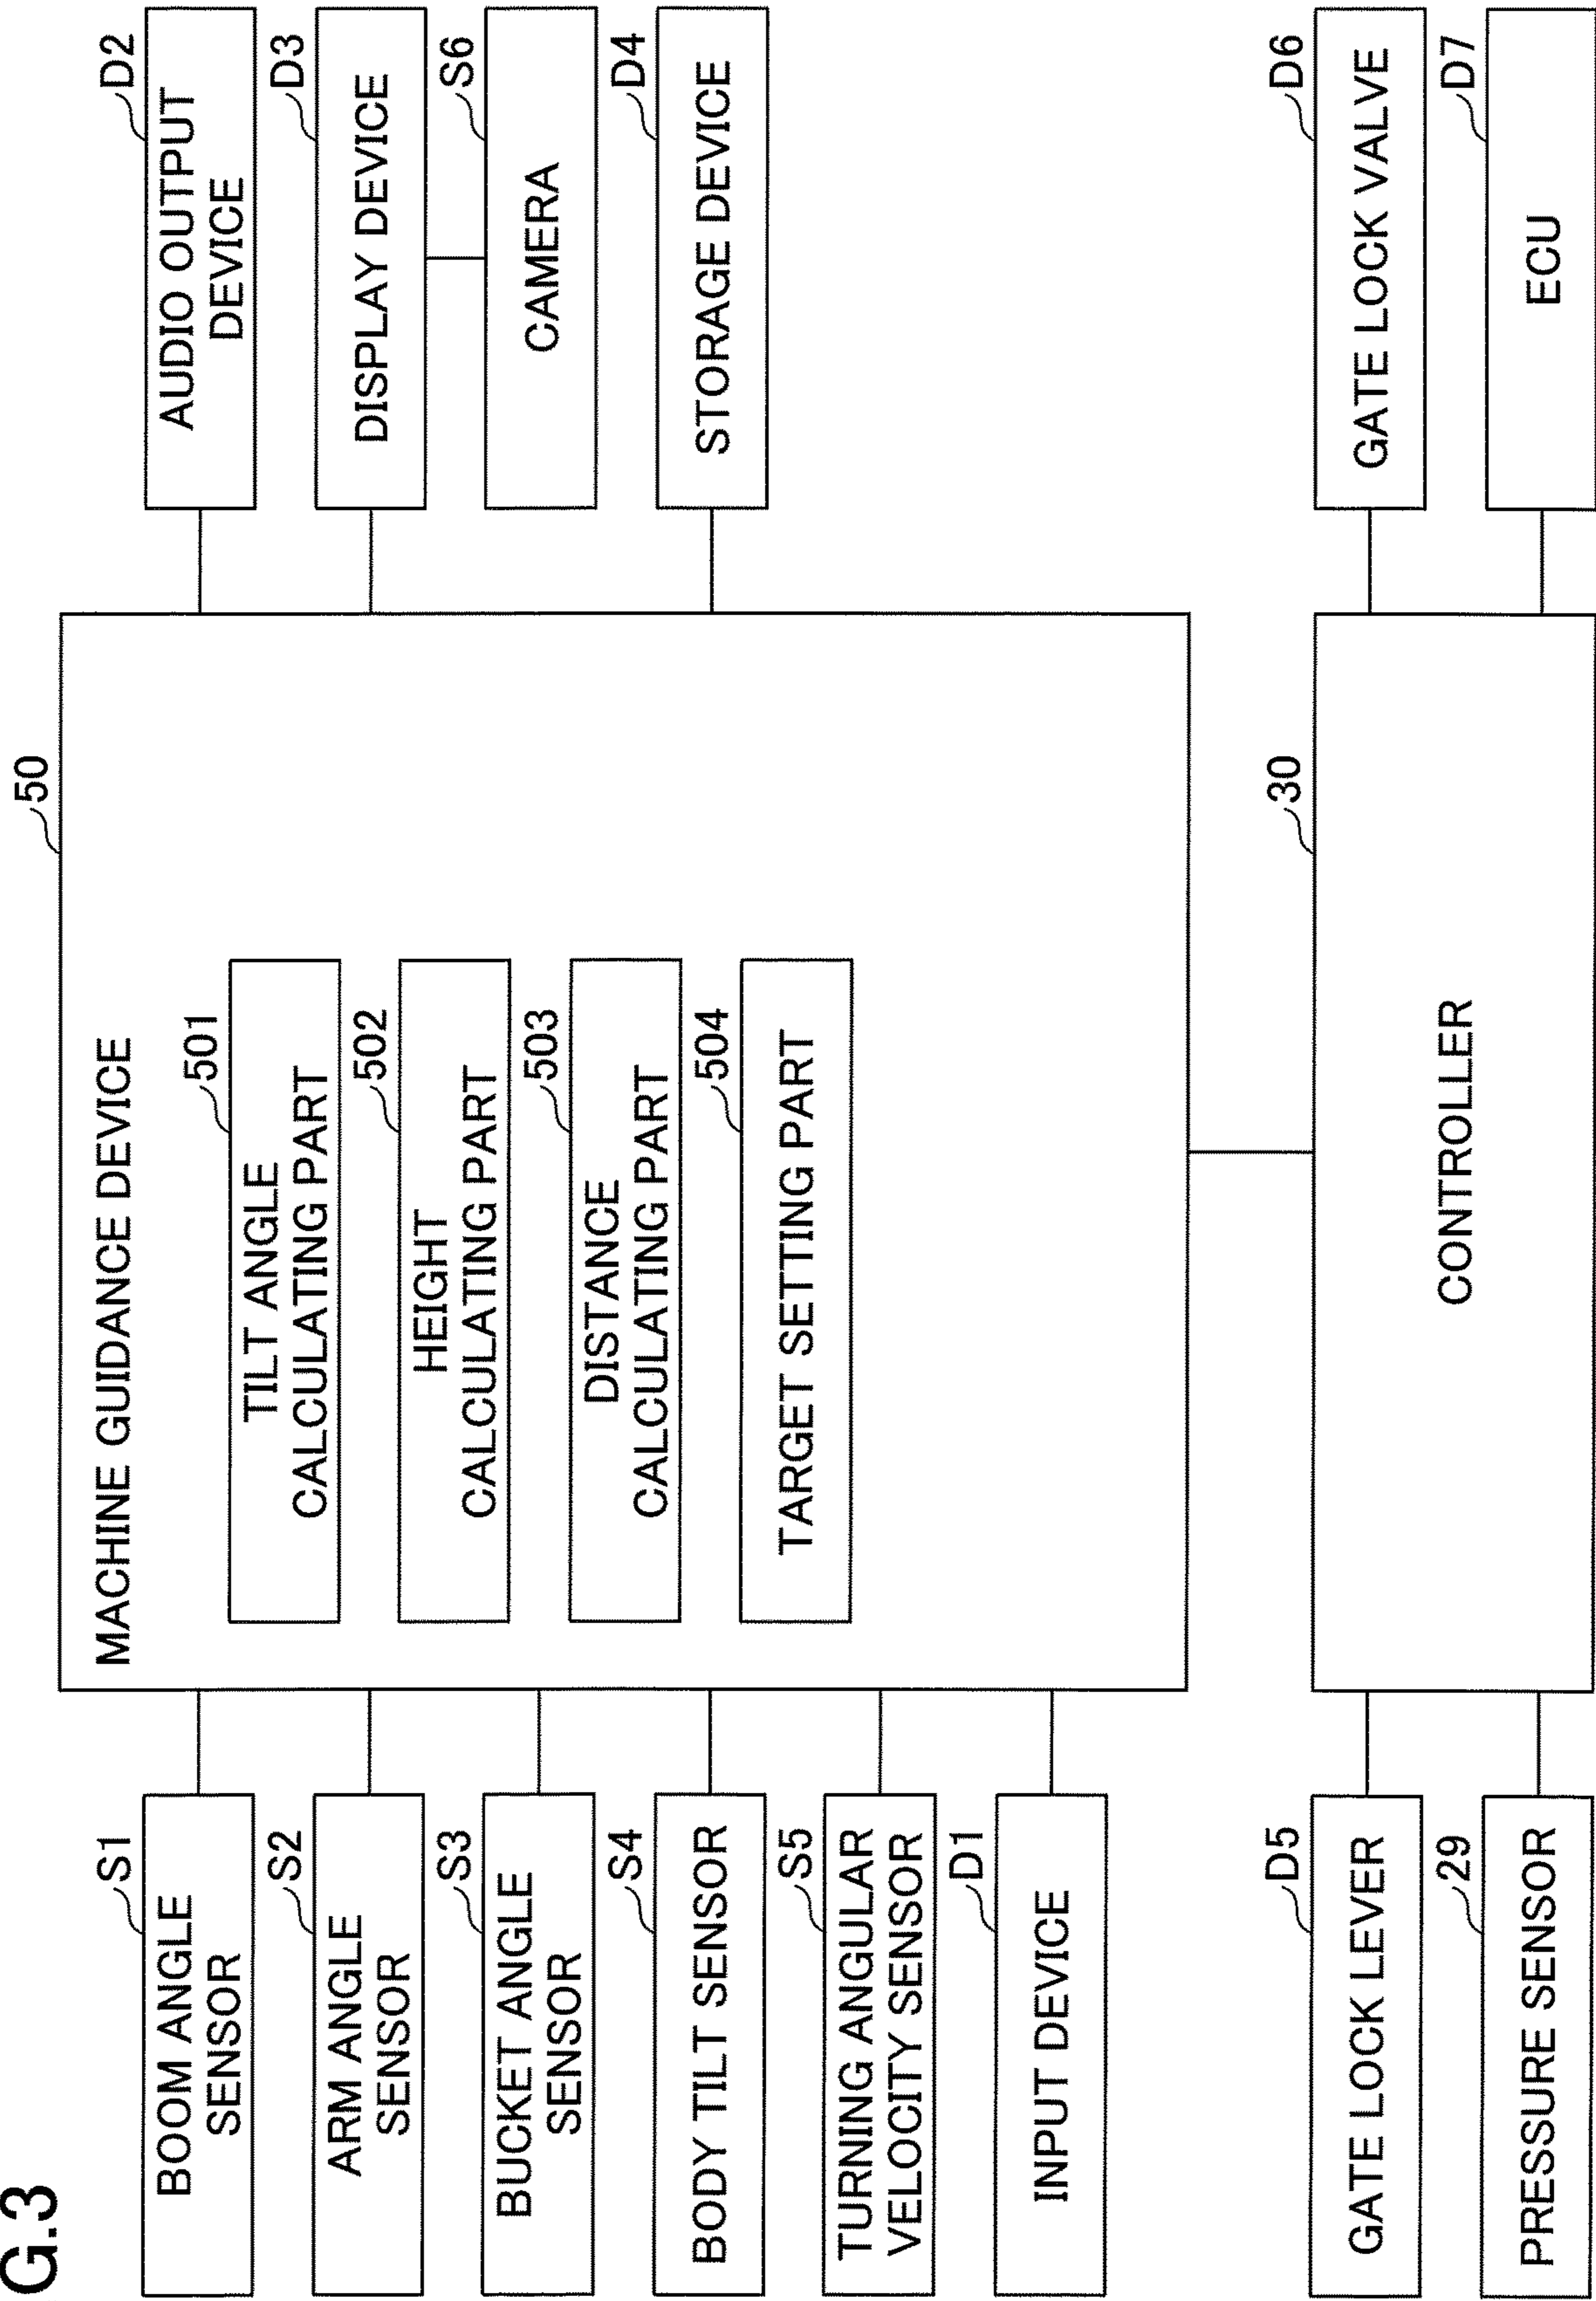 G.3
50
MACHINE GUIDANCE DEVICE
S1
BOOM ANGLE
SENSOR
S2
ARM ANGLE
SENSOR
S3
BUCKET ANGLE
SENSOR
S4
BODY TILT SENSOR
S5
TURNING ANGULAR
VELOCITY SENSOR
D1
INPUT DEVICE
501
TILT ANGLE
CALCULATING PART
502
HEIGHT
CALCULATING PART
503
DISTANCE
CALCULATING PART
504
TARGET SETTING PART
D2
AUDIO OUTPUT
DEVICE
D3
DISPLAY DEVICE
S6
CAMERA
D4
STORAGE DEVICE
D5
GATE LOCK LEVER
29
PRESSURE SENSOR
30
CONTROLLER
D6
GATE LOCK VALVE
D7
ECU